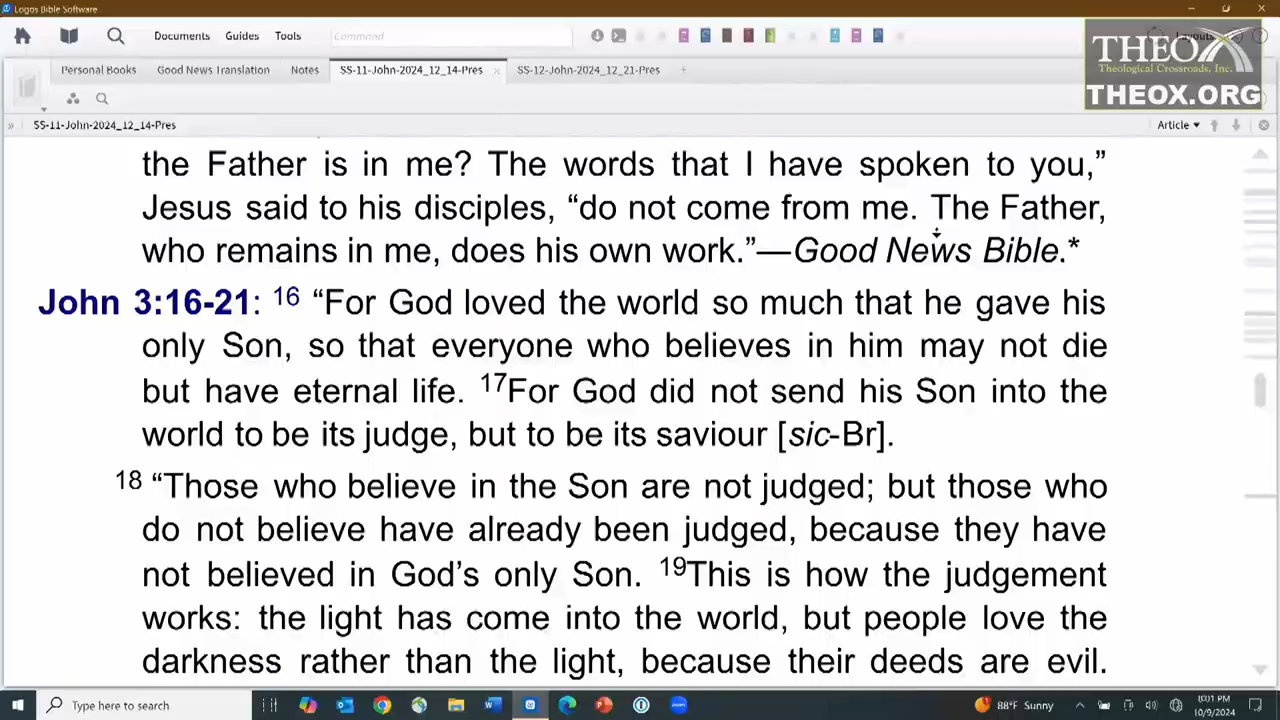 Logos Bible Software
Documents Guides Tools Command
THEOX
Theological Crossroads, Inc.
THEOX.ORG
Personal Books Good News Translation Notes SS-11-John-2024_12_14-Pres SS-12-John-2024_12_21-Pres
SS-11-John-2024_12_14-Pres Article
the Father is in me? The words that I have spoken to you,”
Jesus said to his disciples, “do not come from me. The Father,
who remains in me, does his own work.”—Good News Bible.*
John 3:16-21: 16 “For God loved the world so much that he gave his
only Son, so that everyone who believes in him may not die
but have eternal life. 17For God did not send his Son into the
world to be its judge, but to be its saviour [sic-Br].
18 “Those who believe in the Son are not judged; but those who
do not believe have already been judged, because they have
not believed in God’s only Son. 19This is how the judgement
works: the light has come into the world, but people love the
darkness rather than the light, because their deeds are evil.
Type here to search
88°F Sunny
8:01 PM
10/9/2024